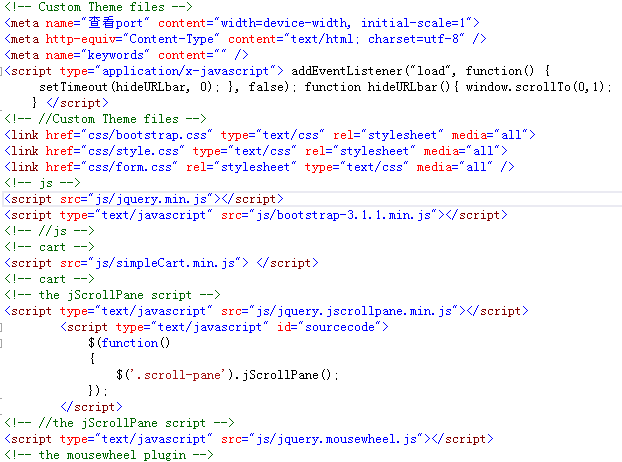 <!-- Custom Theme files -->
<meta name="查看port" content="width=device-width, initial-scale=1">
<meta http-equiv="Content-Type" content="text/html; charset=utf-8" />
<meta name="keywords" content="" />
<script type="application/x-javascript"> addEventListener("load", function() {
setTimeout(hideURLbar, 0); }, false); function hideURLbar(){ window.scrollTo(0,1);
} </script>
<!-- //Custom Theme files -->
<link href="css/bootstrap.css" type="text/css" rel="stylesheet" media="all">
<link href="css/style.css" type="text/css" rel="stylesheet" media="all">
<link href="css/form.css" rel="stylesheet" type="text/css" media="all" />
<!-- js -->
<script src="js/jquery.min.js"></script>
<script type="text/javascript" src="js/bootstrap-3.1.1.min.js"></script>
<!-- //js -->
<!-- cart -->
<script src="js/simpleCart.min.js"> </script>
<!-- cart -->
<!-- the jScrollPane script -->
<script type="text/javascript" src="js/jquery.jscrollpane.min.js"></script>
<script type="text/javascript" id="sourcecode">
$(function()
{
$('.scroll-pane').jScrollPane();
});
</script>
<!-- //the jScrollPane script -->
<script type="text/javascript" src="js/jquery.mousewheel.js"></script>
<!-- the mousewheel plugin -->